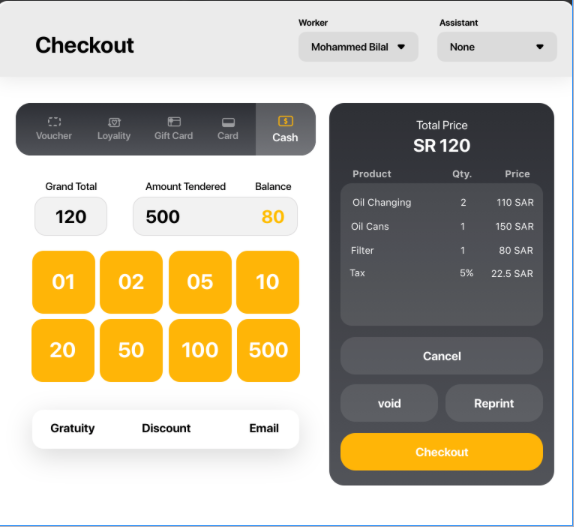 Checkout
Worker
Mohammed Bilal
Assistant
None
Voucher
Loyality
Gift Card
Card
$
Cash
Grand Total
Amount Tendered
Balance
120
500
80
01
02
05
10
20
50
100
500
Gratuity
Discount
Email
Total Price
SR 120
Product Qty. Price
Oil Changing 2 110 SAR
Oil Cans 1 150 SAR
Filter 1 80 SAR
Tax 5% 22.5 SAR
Cancel
void
Reprint
Checkout